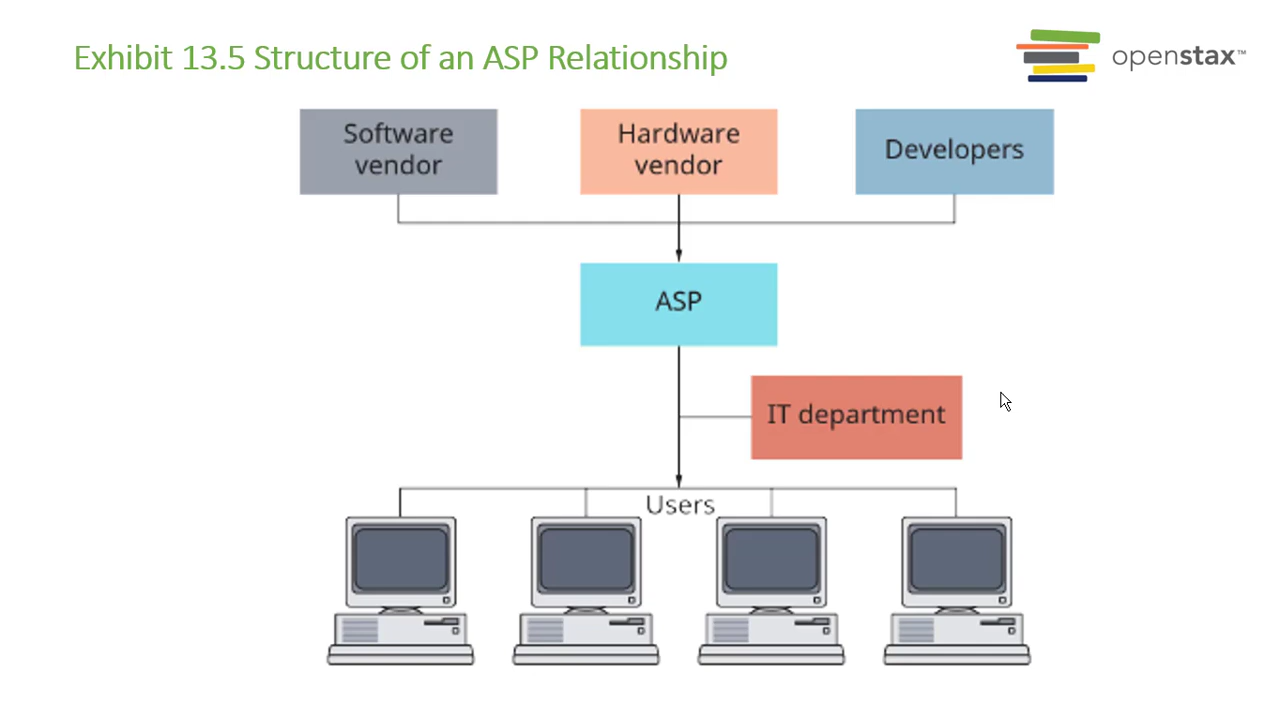 Exhibit 13.5 Structure of an ASP Relationship
openstax™
Software
vendor
Hardware
vendor
Developers
ASP
IT department
Users